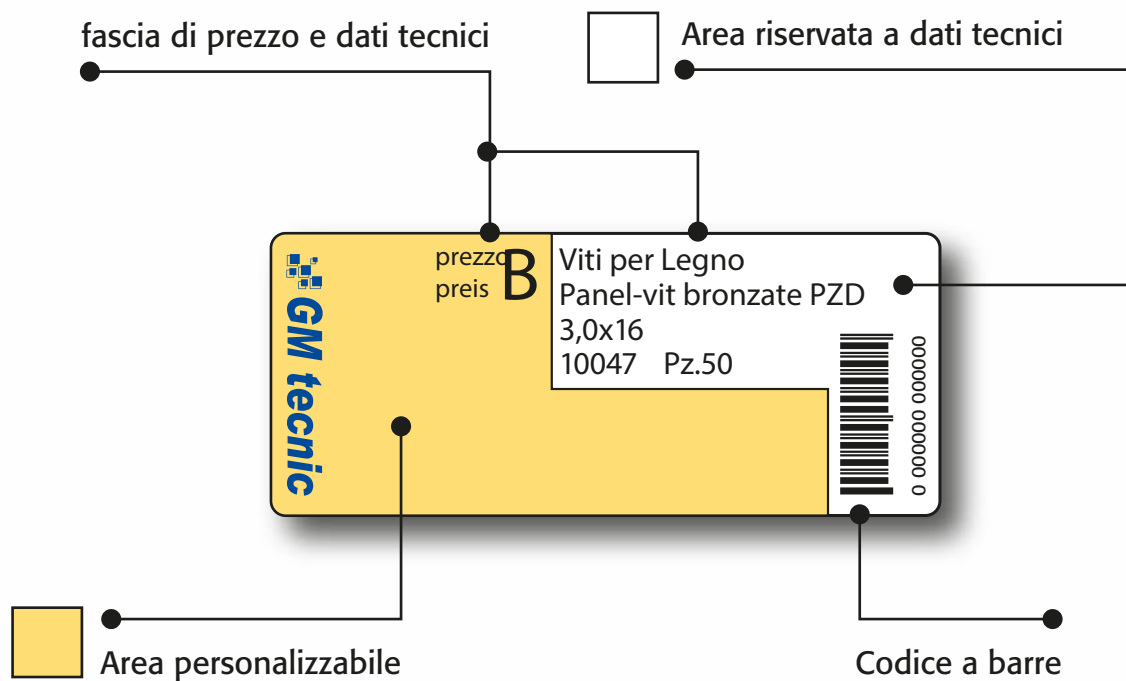 fascia di prezzo e dati tecnici
Area riservata a dati tecnici
GM tecnic
prezzo
preis
B
Viti per Legno
Panel-vit bronzate PZD
3,0x16
10047 Pz.50
0 000000 000000
Area personalizzabile
Codice a barre